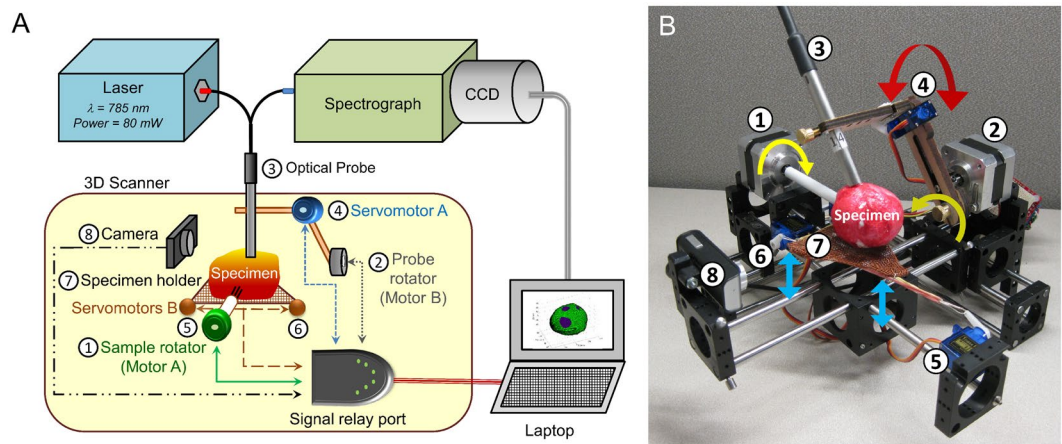 A
Laser
λ = 785 nm
Power = 80 mW
Spectrograph
CCD
③ Optical Probe
3D Scanner
④ Servomotor A
⑧ Camera
② Probe
rotator
(Motor B)
Specimen
⑦ Specimen holder
Servomotors B
⑤
⑥
① Sample rotator
(Motor A)
Signal relay port
Laptop
B
③
④
①
②
Specimen
⑥
⑦
⑧
⑤